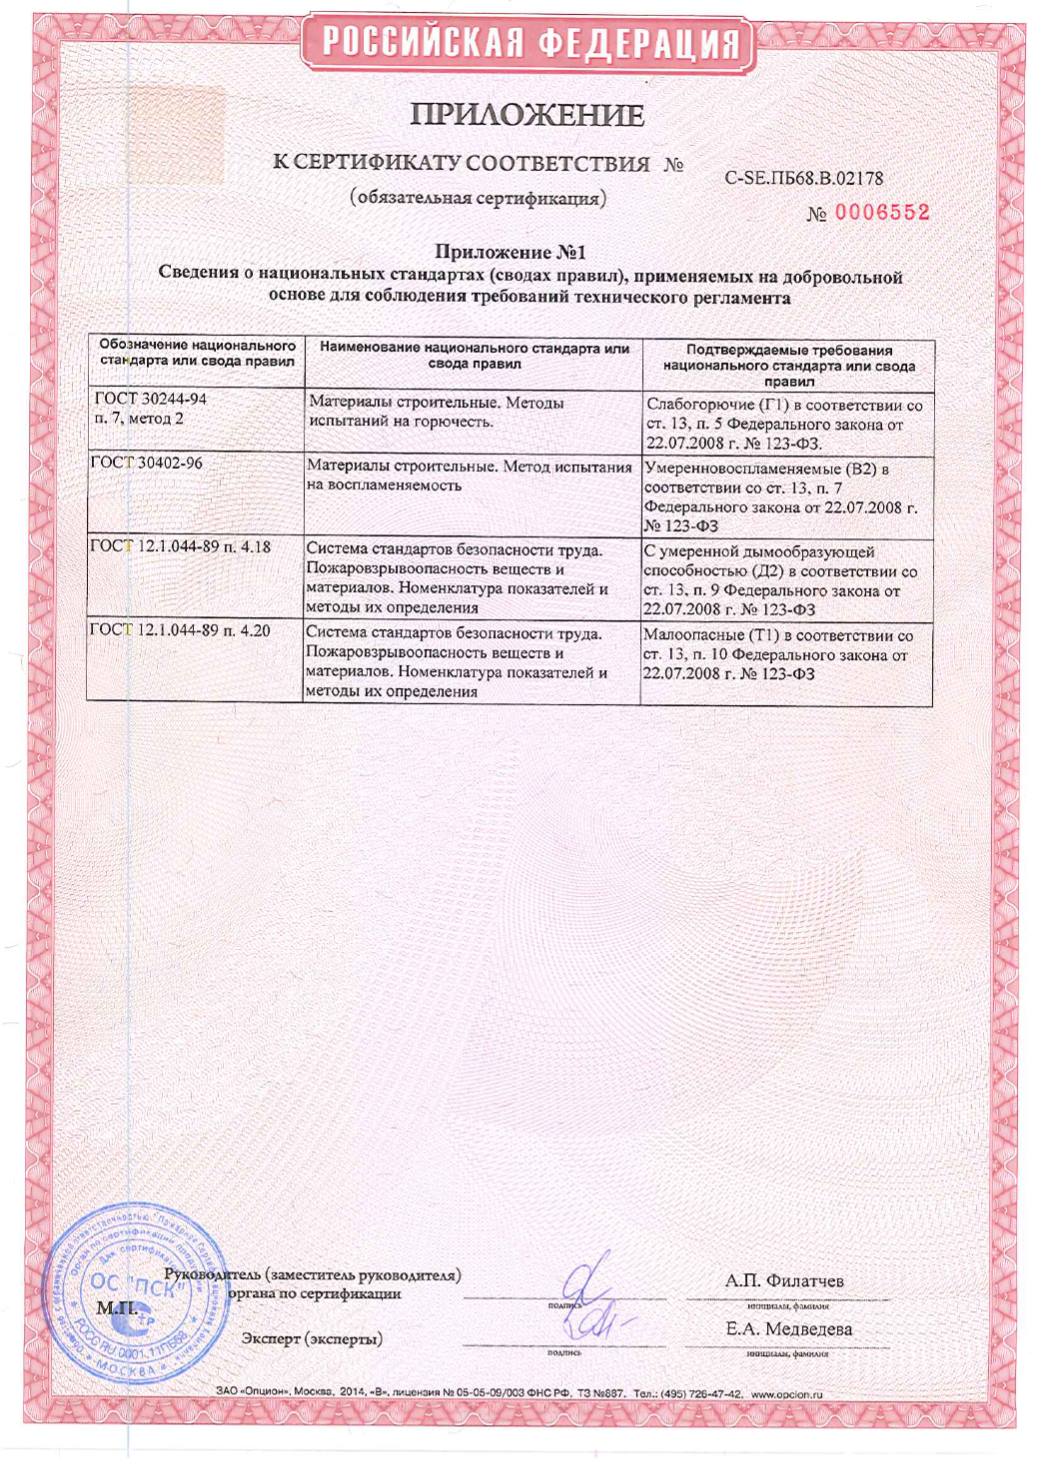 РОССИЙСКАЯ ФЕДЕРАЦИЯ
ПРИЛОЖЕНИЕ
К СЕРТИФИКАТУ СООТВЕТСТВИЯ №
C-SE.ПБ68.В.02178
(обязательная сертификация)
№ 0006552
Приложение №1
Сведения о национальных стандартах (сводах правил), применяемых на добровольной
основе для соблюдения требований технического регламента
Обозначение национального
стандарта или свода правил
Наименование национального стандарта или
свода правил
Подтверждаемые требования
национального стандарта или свода
правил
ГОСТ 30244-94
п. 7, метод 2
Материалы строительные. Методы
испытаний на горючесть.
Слабогорючие (Г1) в соответствии со
ст. 13, п. 5 Федерального закона от
22.07.2008 г. № 123-ФЗ.
ГОСТ 30402-96
Материалы строительные. Метод испытания
на воспламеняемость
Умеренновоспламеняемые (В2) в
соответствии со ст. 13, п. 7
Федерального закона от 22.07.2008 г.
№ 123-ФЗ
ГОСТ 12.1.044-89 п. 4.18
Система стандартов безопасности труда.
Пожаровзрывоопасность веществ и
материалов. Номенклатура показателей и
методы их определения
С умеренной дымообразующей
способностью (Д2) в соответствии со
ст. 13, п. 9 Федерального закона от
22.07.2008 г. № 123-ФЗ
ГОСТ 12.1.044-89 п. 4.20
Система стандартов безопасности труда.
Пожаровзрывоопасность веществ и
материалов. Номенклатура показателей и
методы их определения
Малоопасные (Т1) в соответствии со
ст. 13, п. 10 Федерального закона от
22.07.2008 г. № 123-ФЗ
Руководитель (заместитель руководителя)
органа по сертификации
подпись
А.П. Филатчев
инициалы, фамилия
М.П.
Эксперт (эксперты)
подпись
Е.А. Медведева
инициалы, фамилия
ОС "ПСК"
МОСКВА
ЗАО «Опцион», Москва, 2014, «В», лицензия № 05-05-09/003 ФНС РФ, ТЗ №887. Тел.: (495) 726-47-42, www.opcion.ru